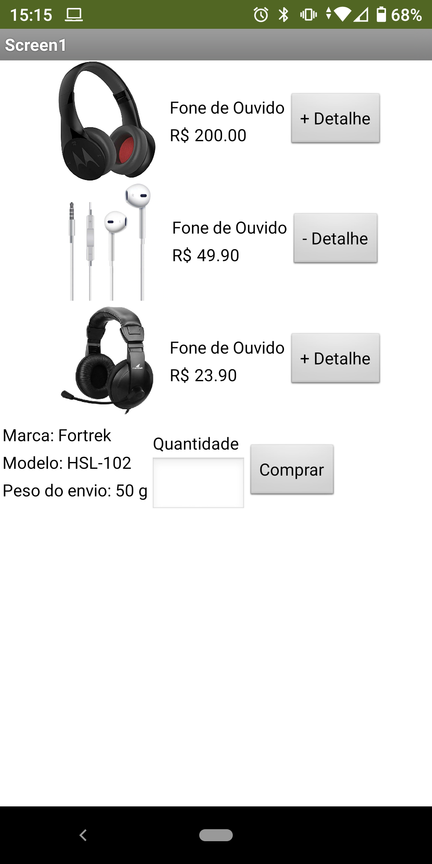 15:15
68%
Screen1
Fone de Ouvido
R$ 200.00
+ Detalhe
Fone de Ouvido
R$ 49.90
- Detalhe
Fone de Ouvido
R$ 23.90
+ Detalhe
Marca: Fortrek
Modelo: HSL-102
Peso do envio: 50 g
Quantidade
Comprar